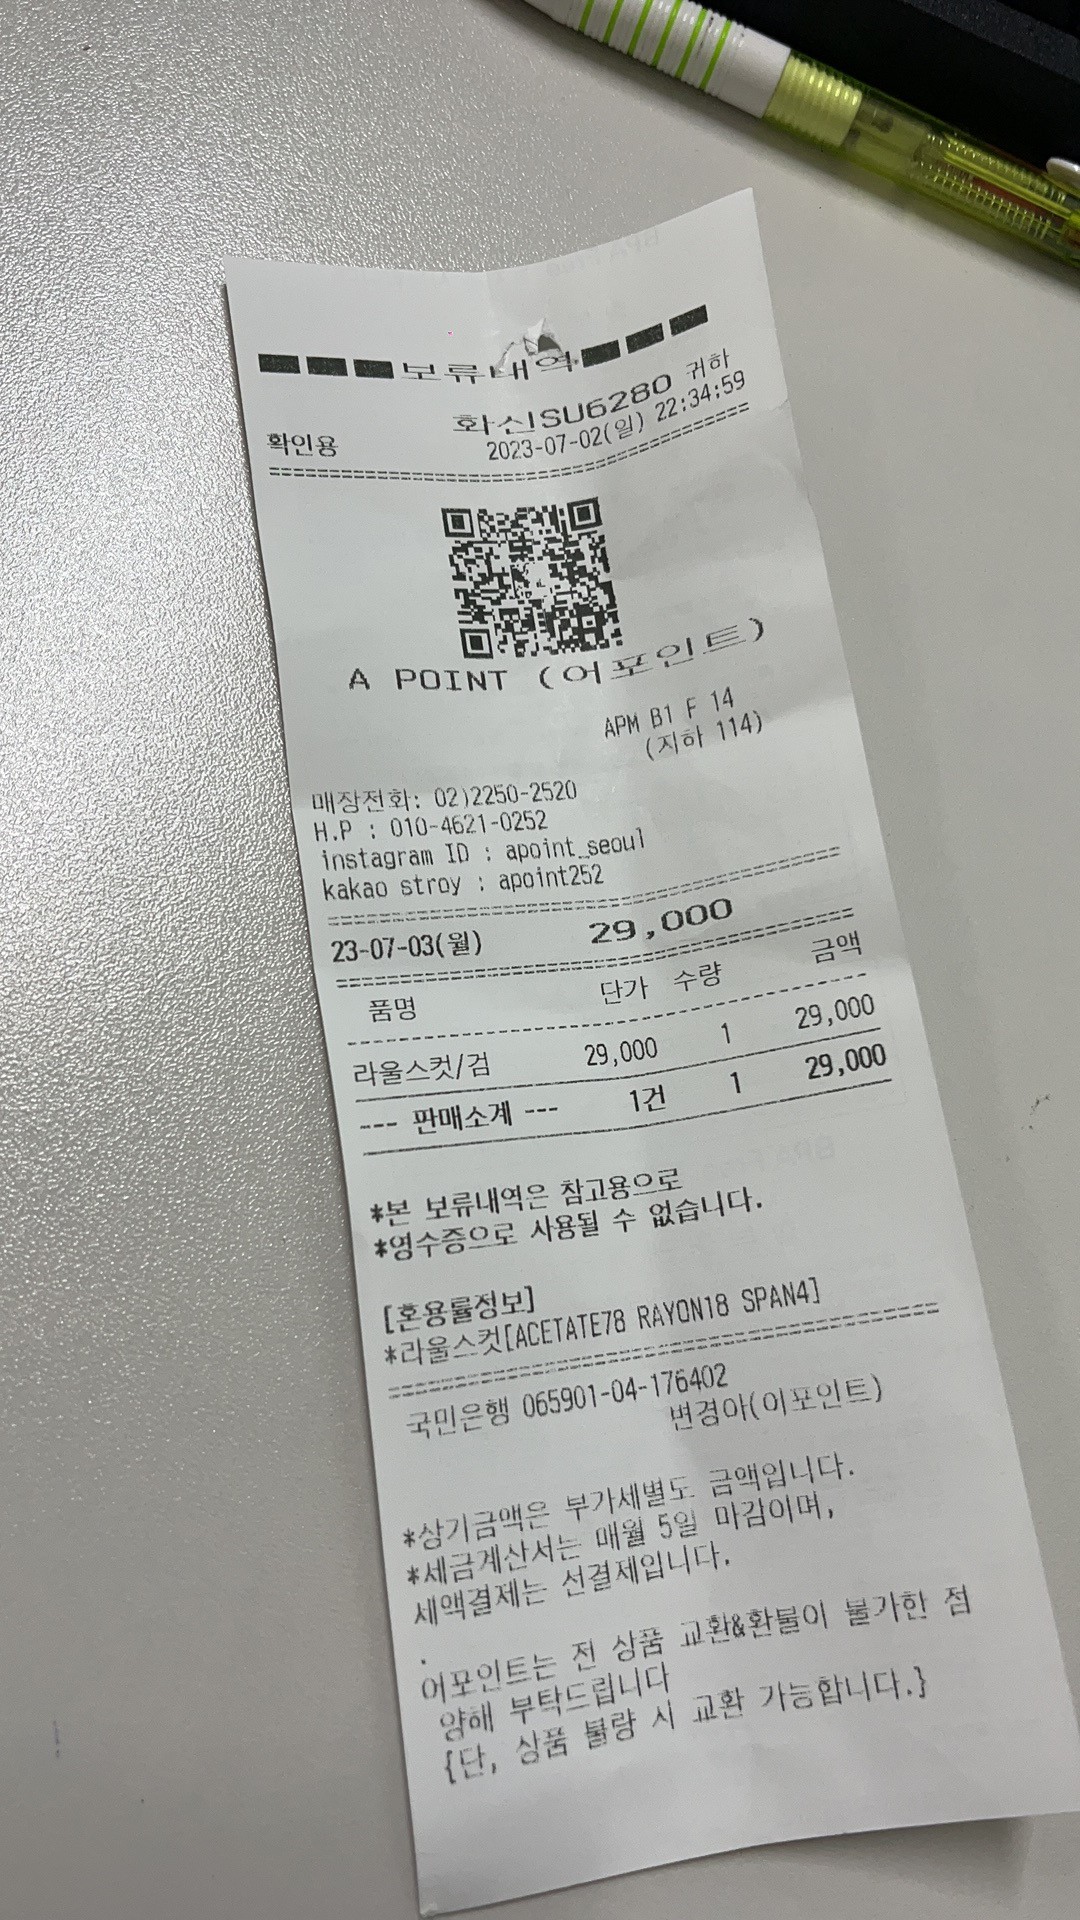 보류내역
화신SU6280 귀하
확인용 2023-07-02(일) 22:34:59
A POINT (어포인트)
APM B1 F 14
(지하 114)
매장전화: 02)2250-2520
H.P : 010-4621-0252
instagram ID : apoint_seoul
kakao stroy : apoint252
23-07-03(월) 29,000
품명 단가 수량 금액
라울스컷/검 29,000 1 29,000
--- 판매소계 --- 1건 1 29,000
*본 보류내역은 참고용으로
*영수증으로 사용될 수 없습니다.
[혼용률정보]
*라울스컷[ACETATE78 RAYON18 SPAN4]
국민은행 065901-04-176402
변경아(어포인트)
*상기금액은 부가세별도 금액입니다.
*세금계산서는 매월 5일 마감이며,
세액결제는 선결제입니다.
.
어포인트는 전 상품 교환&환불이 불가한 점
양해 부탁드립니다
{단, 상품 불량 시 교환 가능합니다.}